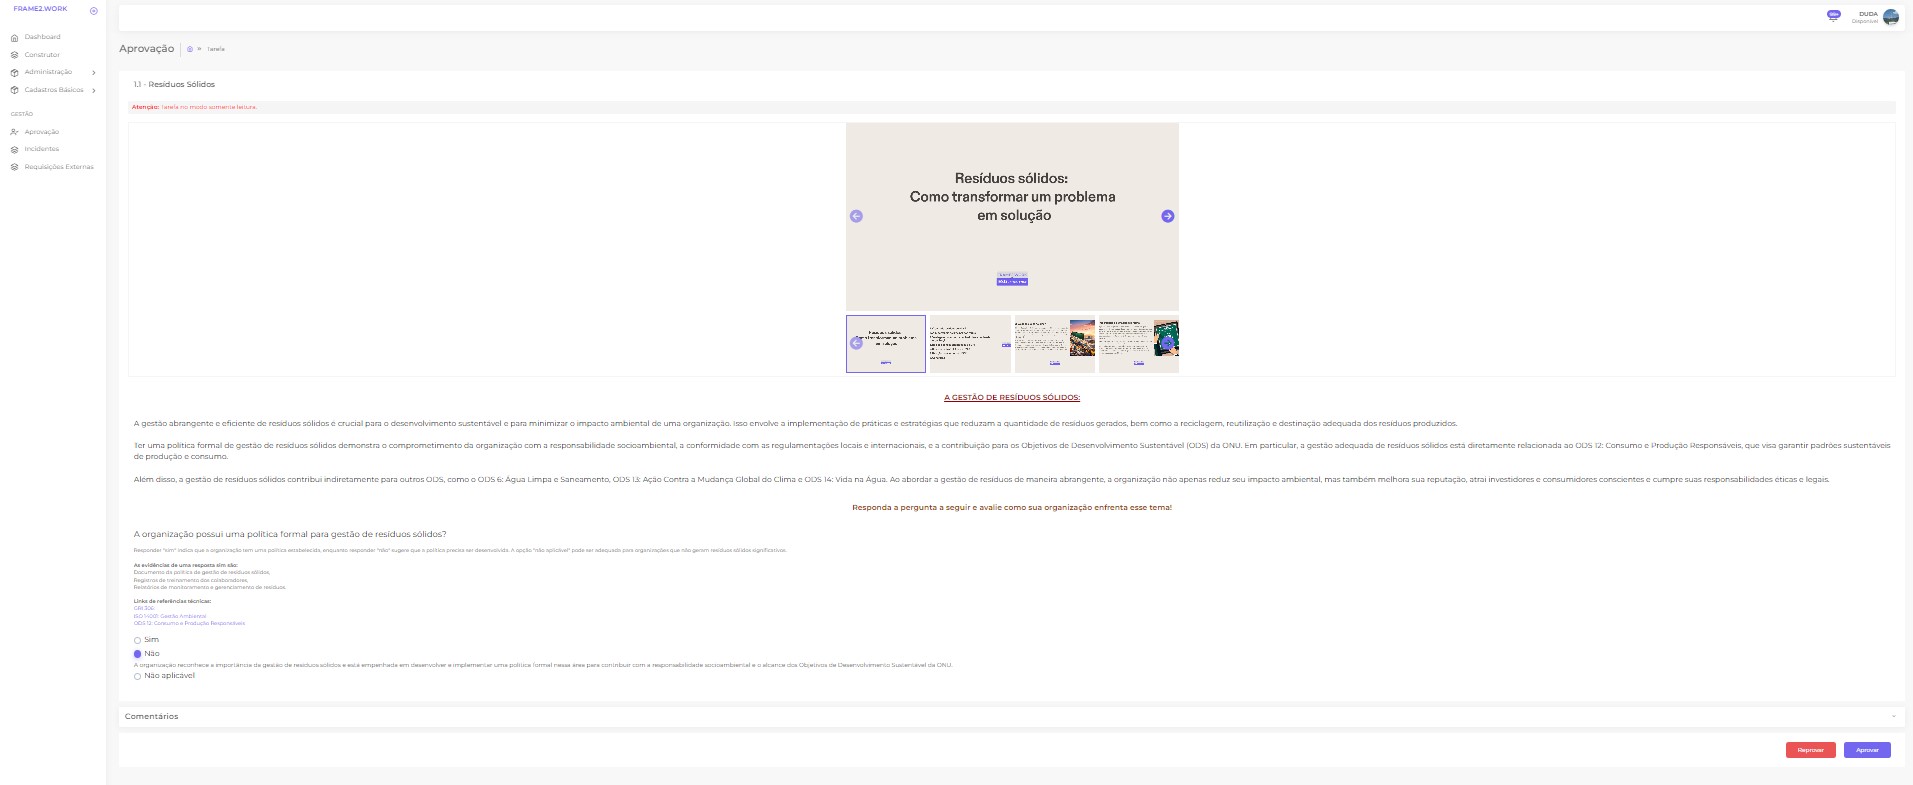 FRAME2.WORK
Dashboard
Construtor
Administração
Cadastros Básicos
GESTÃO
Aprovação
Incidentes
Requisições Externas
DUDA
Disponível
Aprovação
»
Tarefa
1.1 - Resíduos Sólidos
Atenção: Tarefa no modo somente leitura.
Resíduos sólidos:
Como transformar um problema
em solução
Resíduos sólidos:
Como transformar um problema
em solução
A GESTÃO DE RESÍDUOS SÓLIDOS:
A gestão abrangente e eficiente de resíduos sólidos é crucial para o desenvolvimento sustentável e para minimizar o impacto ambiental de uma organização. Isso envolve a implementação de práticas e estratégias que reduzam a quantidade de resíduos gerados, bem como a reciclagem, reutilização e destinação adequada dos resíduos produzidos.
Ter uma política formal de gestão de resíduos sólidos demonstra o comprometimento da organização com a responsabilidade socioambiental, a conformidade com as regulamentações locais e internacionais, e a contribuição para os Objetivos de Desenvolvimento Sustentável (ODS) da ONU. Em particular, a gestão adequada de resíduos sólidos está diretamente relacionada ao ODS 12: Consumo e Produção Responsáveis, que visa garantir padrões sustentáveis
de produção e consumo.
Além disso, a gestão de resíduos sólidos contribui indiretamente para outros ODS, como o ODS 6: Água Limpa e Saneamento, ODS 13: Ação Contra a Mudança Global do Clima e ODS 14: Vida na Água. Ao abordar a gestão de resíduos de maneira abrangente, a organização não apenas reduz seu impacto ambiental, mas também melhora sua reputação, atrai investidores e consumidores conscientes e cumpre suas responsabilidades éticas e legais.
Responda a pergunta a seguir e avalie como sua organização enfrenta esse tema!
A organização possui uma política formal para gestão de resíduos sólidos?
Responder "sim" indica que a organização tem uma política estabelecida, enquanto responder "não" sugere que a política precisa ser desenvolvida. A opção "não aplicável" pode ser adequada para organizações que não geram resíduos sólidos significativos.
As evidências de uma resposta sim são:
Documento da política de gestão de resíduos sólidos,
Registros de treinamento dos colaboradores,
Relatórios de monitoramento e gerenciamento de resíduos.
Links de referências técnicas:
GRI 306
ISO 14001: Gestão Ambiental
ODS 12: Consumo e Produção Responsáveis
Sim
Não
A organização reconhece a importância da gestão de resíduos sólidos e está empenhada em desenvolver e implementar uma política formal nessa área para contribuir com a responsabilidade socioambiental e o alcance dos Objetivos de Desenvolvimento Sustentável da ONU.
Não aplicável
Comentários
Reprovar
Aprovar